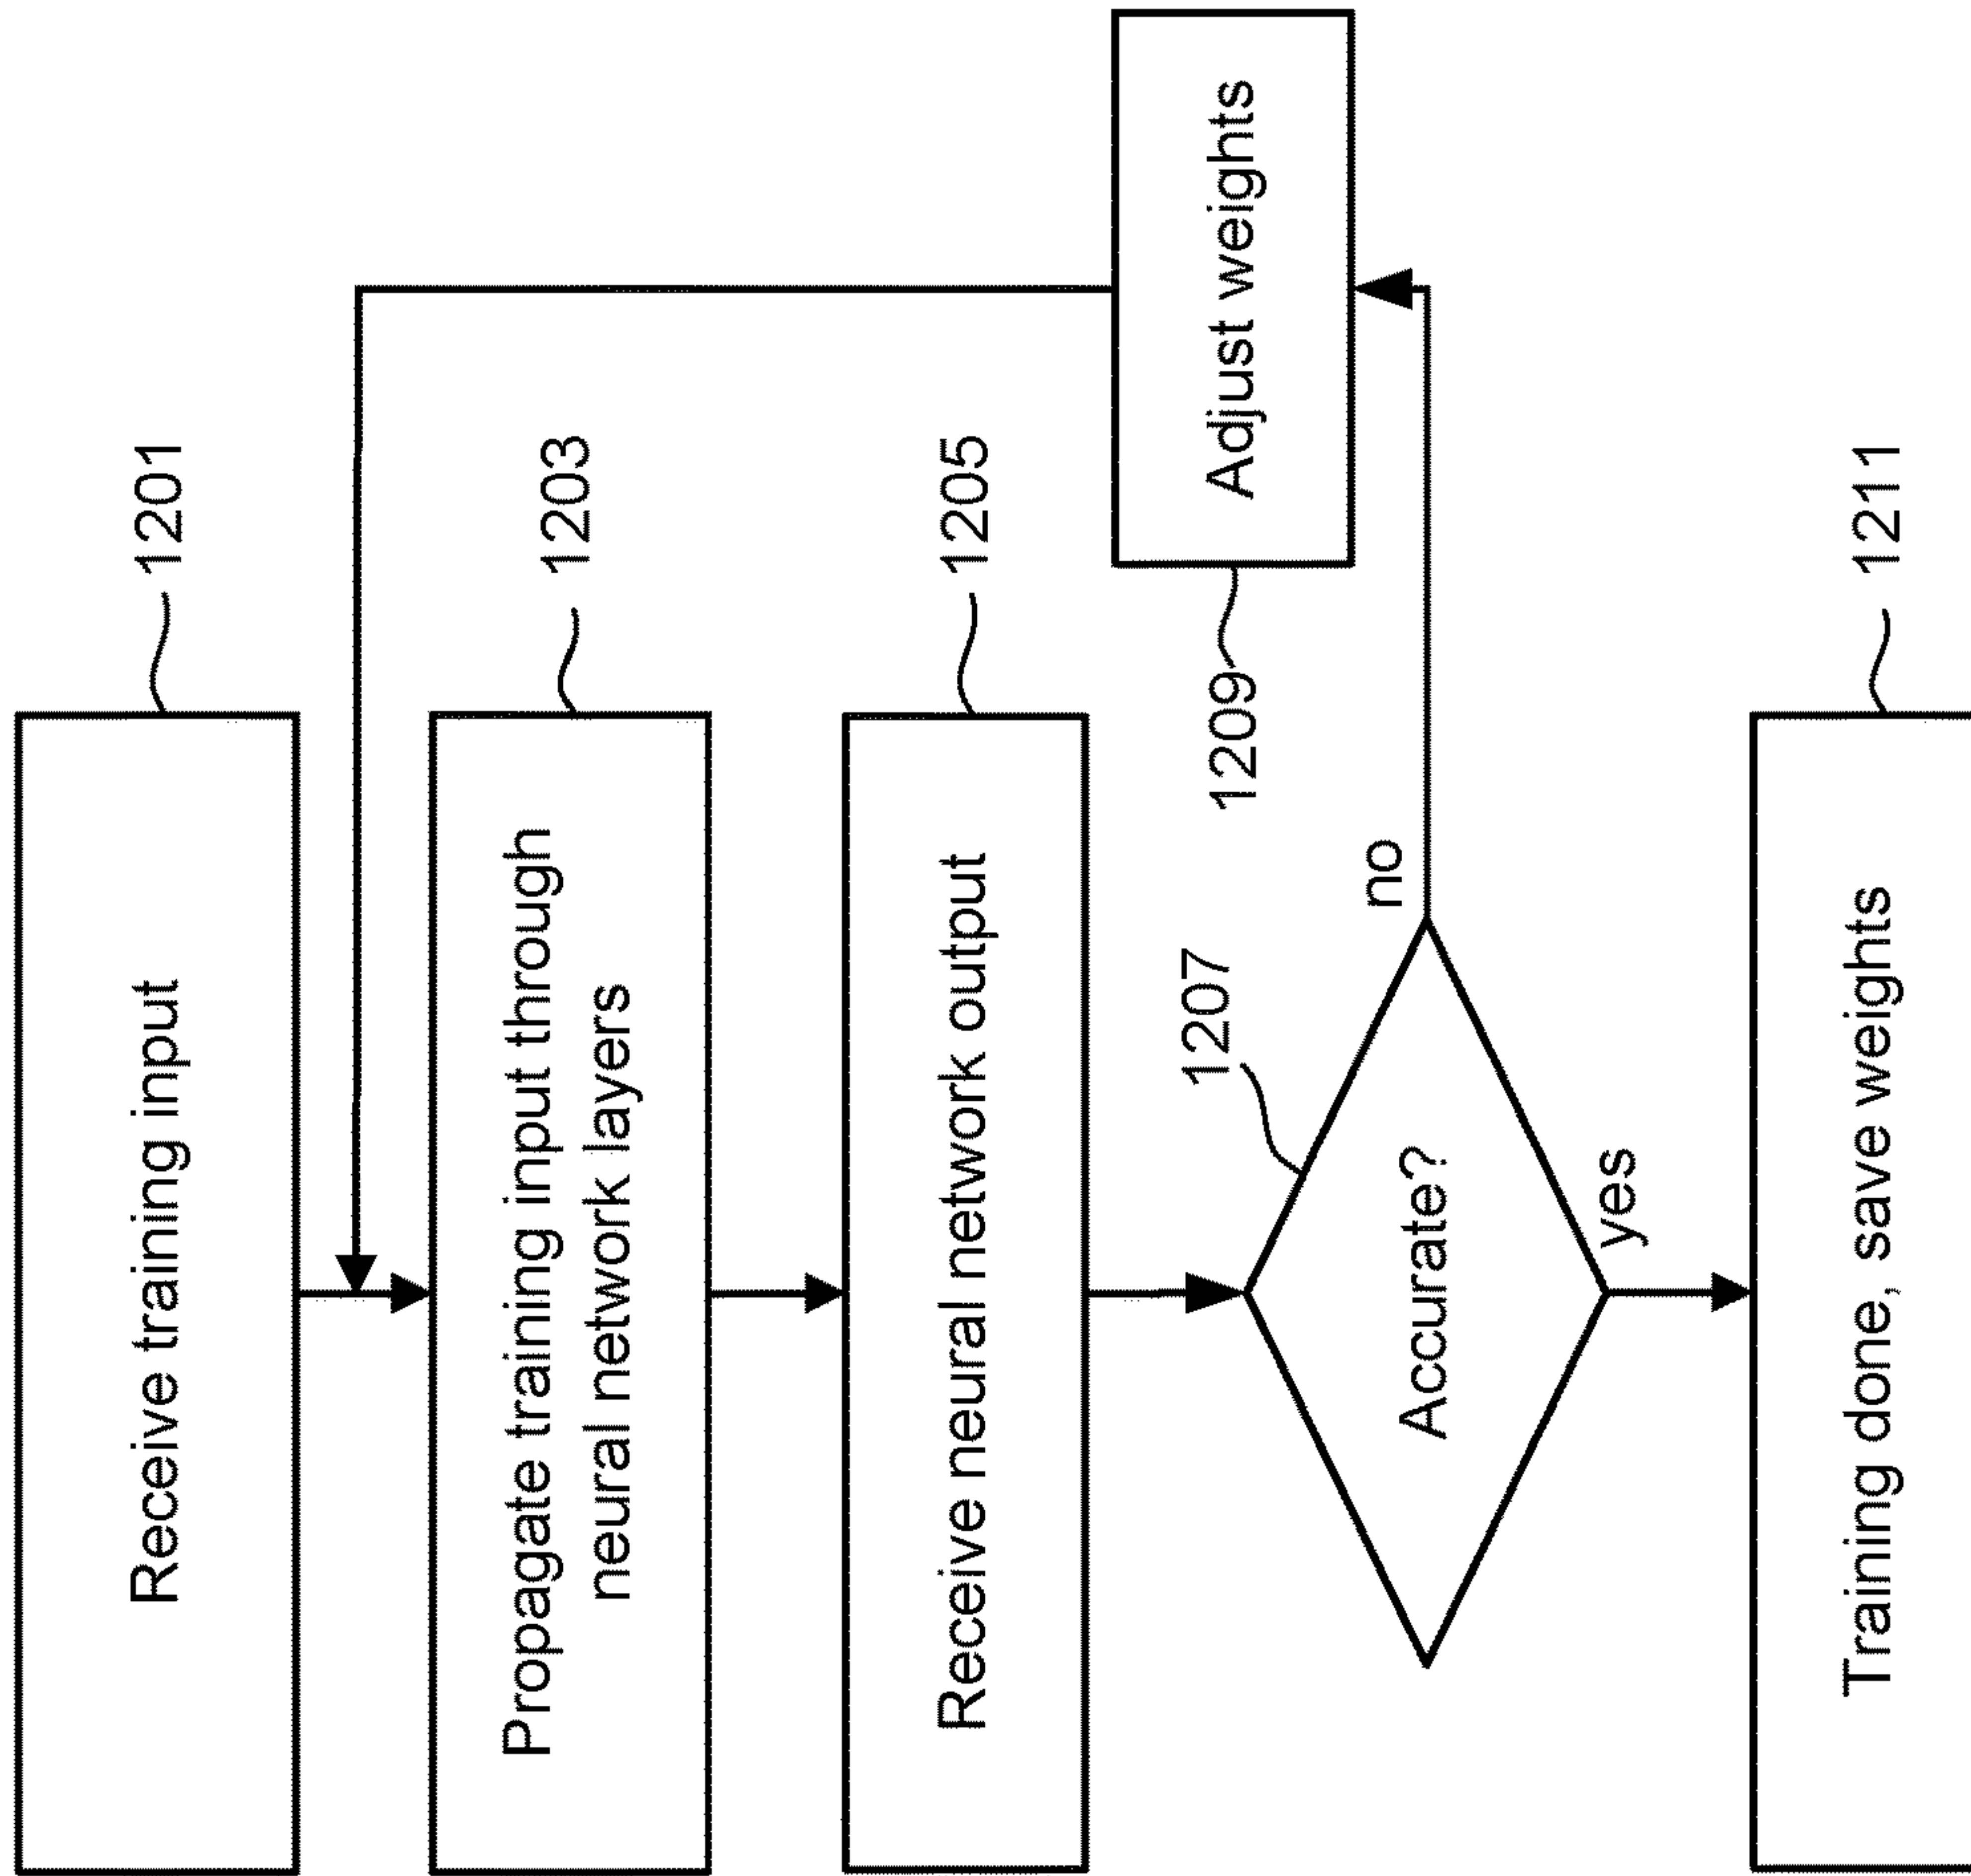 Receive training input
1201
Propagate training input through
neural network layers
1203
Receive neural network output
1205
Accurate?
1207
no
yes
Adjust weights
1209
Training done, save weights
1211